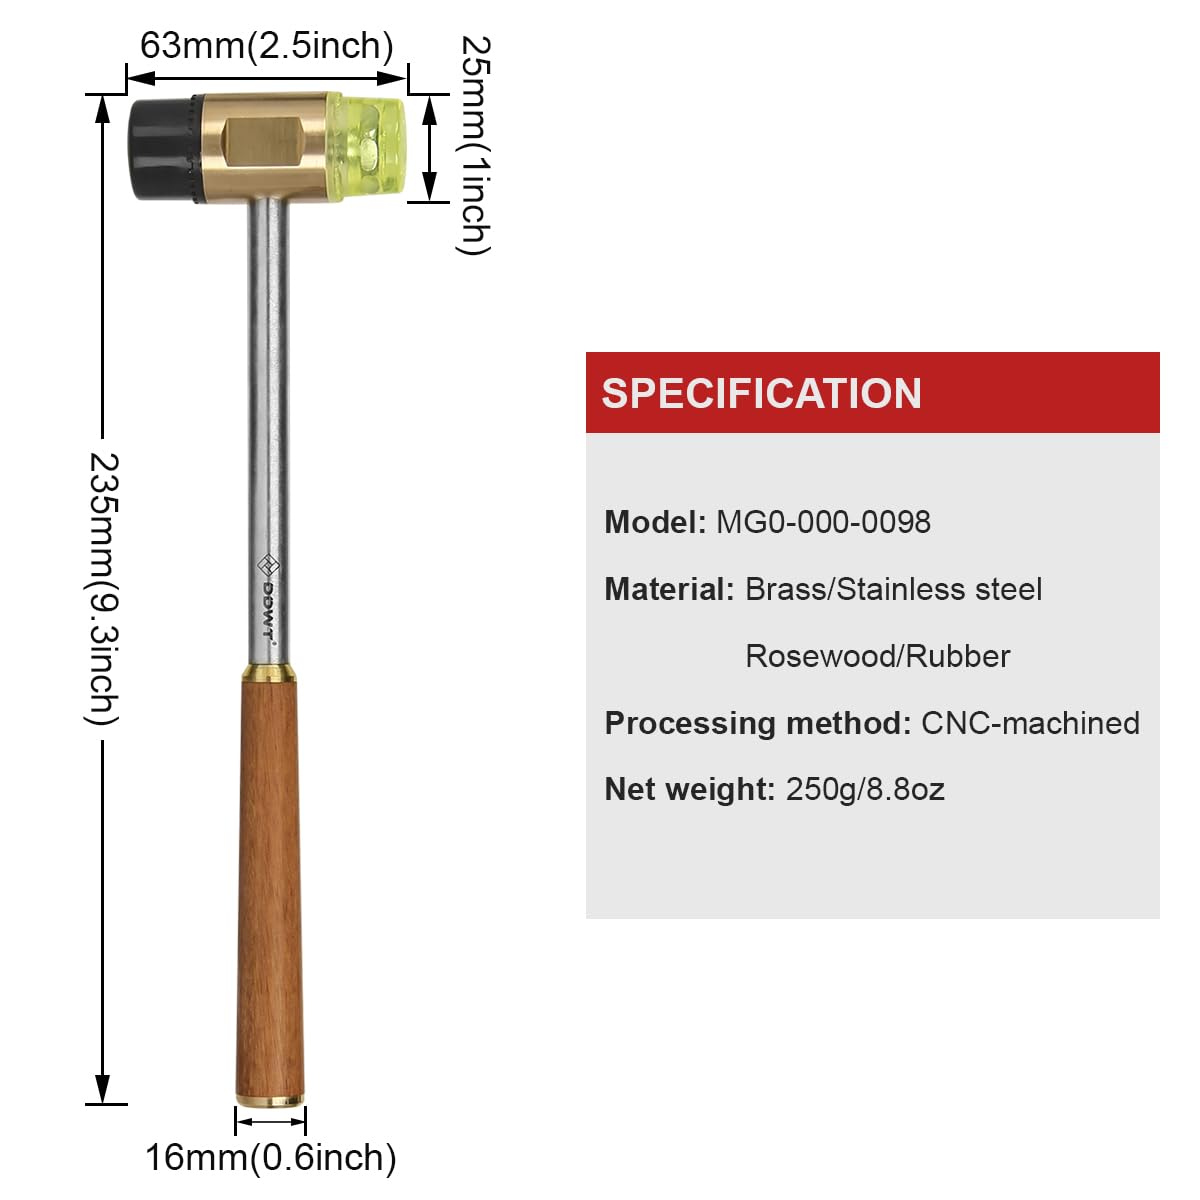 63mm(2.5inch)
25mm(1inch)
235mm(9.3inch)
DDWT
16mm(0.6inch)
SPECIFICATION
Model: MG0-000-0098
Material: Brass/Stainless steel
Rosewood/Rubber
Processing method: CNC-machined
Net weight: 250g/8.8oz